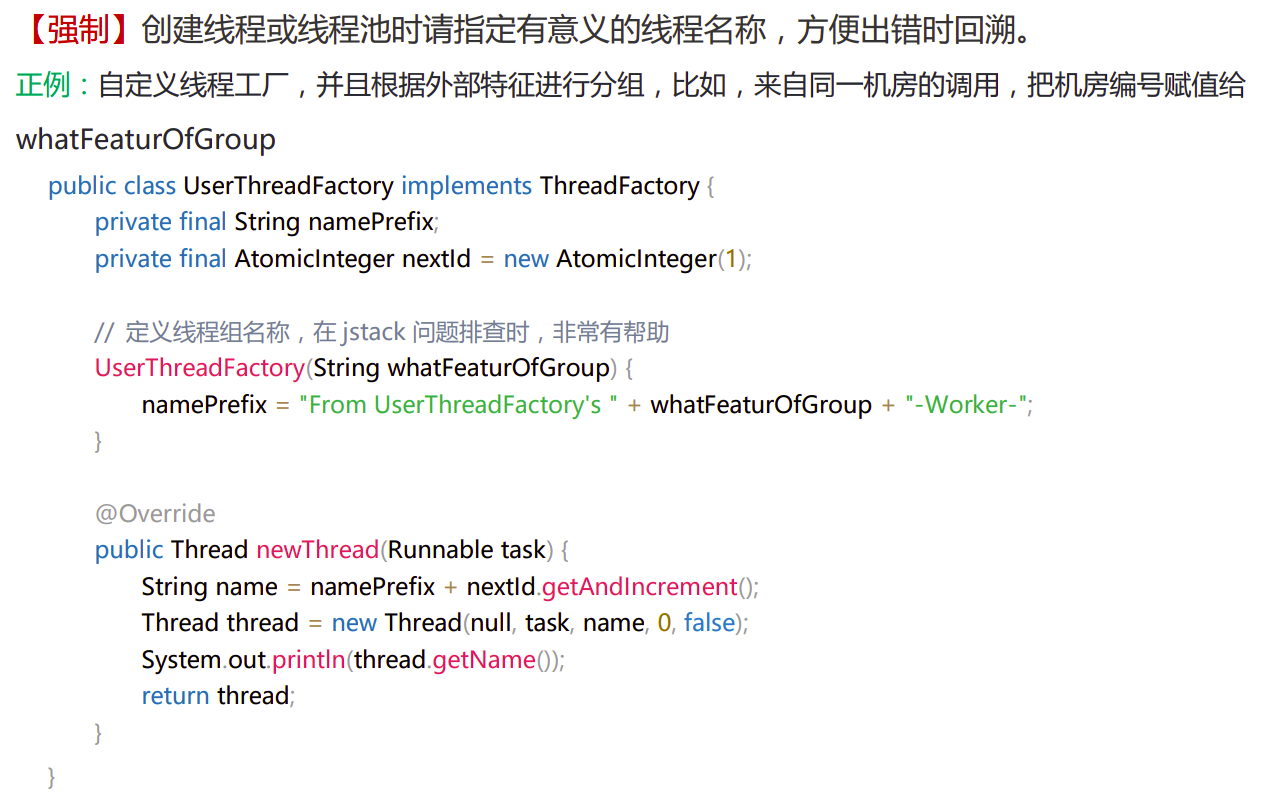 【强制】创建线程或线程池时请指定有意义的线程名称，方便出错时回溯。
正例：自定义线程工厂，并且根据外部特征进行分组，比如，来自同一机房的调用，把机房编号赋值给
whatFeaturOfGroup
public class UserThreadFactory implements ThreadFactory {
private final String namePrefix;
private final AtomicInteger nextId = new AtomicInteger(1);
// 定义线程组名称，在 jstack 问题排查时，非常有帮助
UserThreadFactory(String whatFeaturOfGroup) {
namePrefix = "From UserThreadFactory's " + whatFeaturOfGroup + "-Worker-";
}
@Override
public Thread newThread(Runnable task) {
String name = namePrefix + nextId.getAndIncrement();
Thread thread = new Thread(null, task, name, 0, false);
System.out.println(thread.getName());
return thread;
}
}